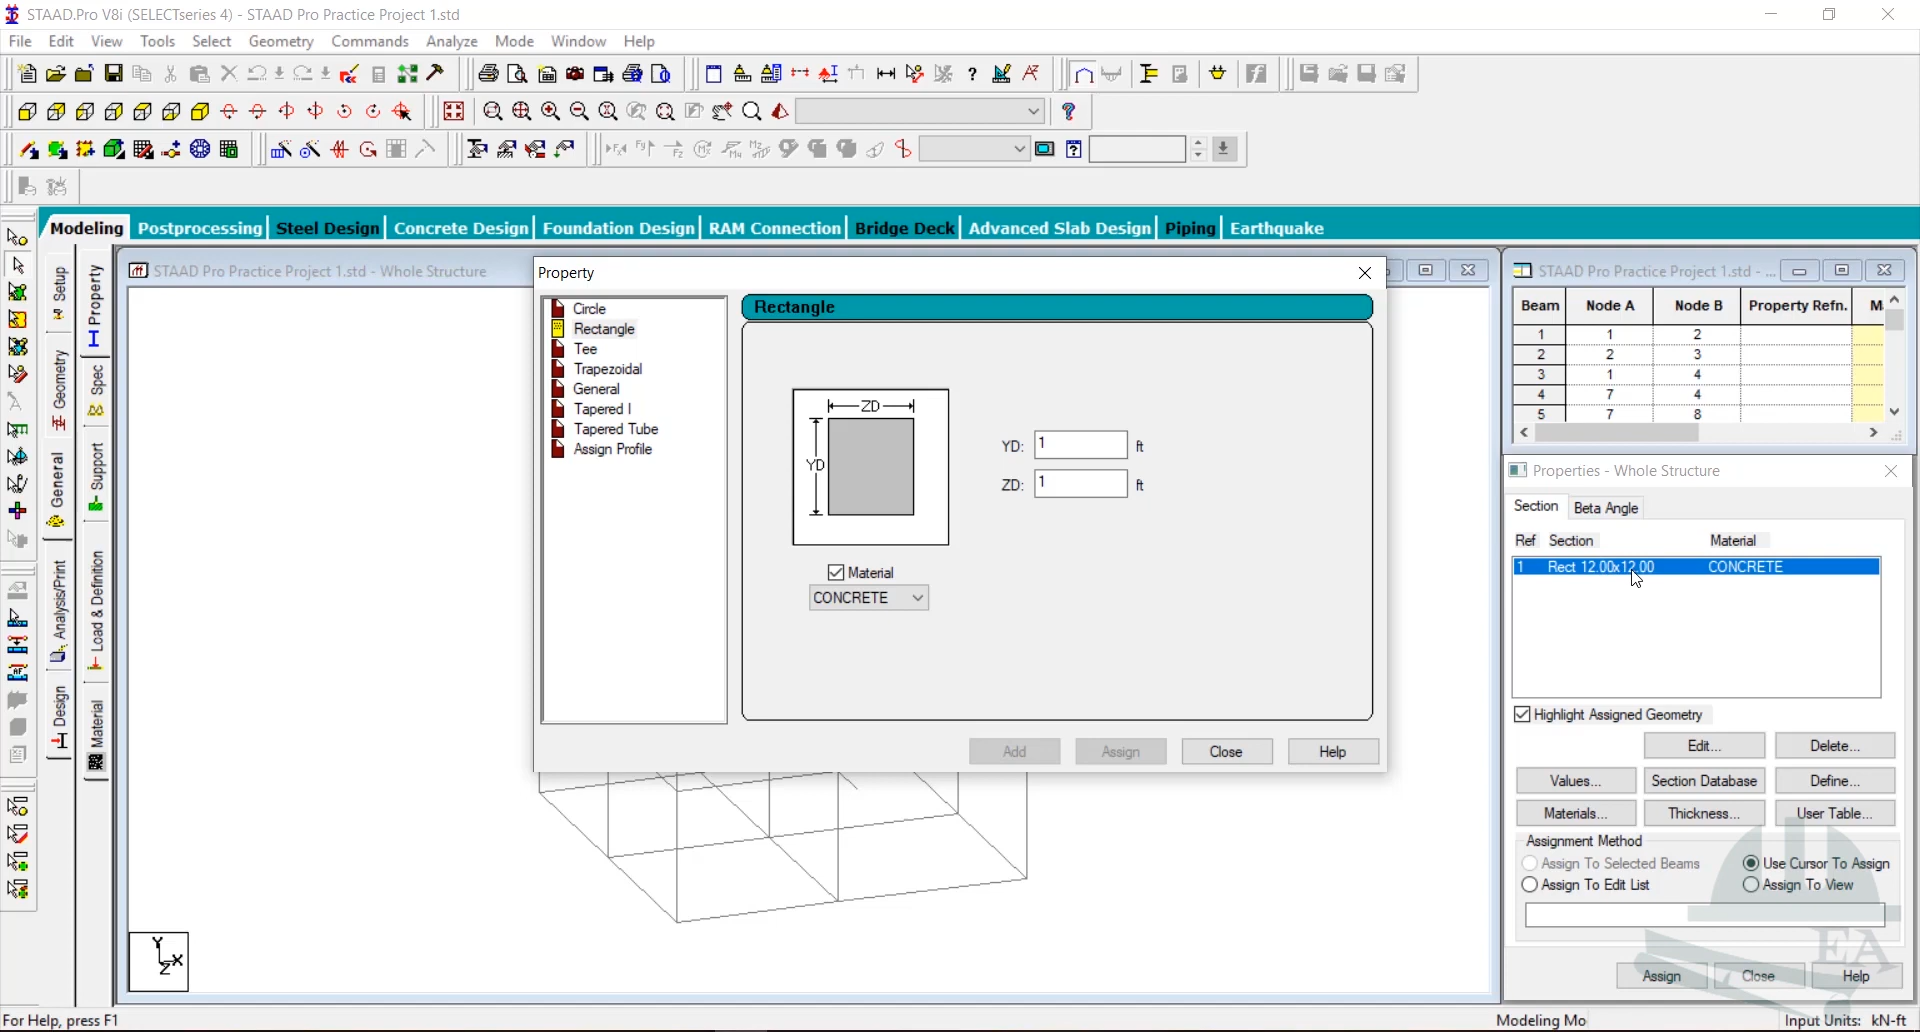 STAAD.Pro V8i (SELECTseries 4) - STAAD Pro Practice Project 1.std
File Edit View Tools Select Geometry Commands Analyze Mode Window Help
Modeling Postprocessing Steel Design Concrete Design Foundation Design RAM Connection Bridge Deck Advanced Slab Design Piping Earthquake
Setup
Geometry
General
Analysis/Print
Design
Property
Spec
Support
Load & Definition
Material
STAAD Pro Practice Project 1.std - Whole Structure
Property
Circle
Rectangle
Tee
Trapezoidal
General
Tapered I
Tapered Tube
Assign Profile
Rectangle
ZD
YD
YD: 1 ft
ZD: 1 ft
Material
CONCRETE
Add Assign Close Help
Y
X
Z
STAAD Pro Practice Project 1.std - ...
Beam Node A Node B Property Refn. M
1 1 2
2 2 3
3 1 4
4 7 4
5 7 8
Properties - Whole Structure
Section Beta Angle
Ref Section Material
1 Rect 12.00x12.00 CONCRETE
Highlight Assigned Geometry
Edit... Delete...
Values... Section Database Define...
Materials... Thickness... User Table...
Assignment Method
Assign To Selected Beams Use Cursor To Assign
Assign To Edit List Assign To View
EA
Assign Close Help
For Help, press F1
Modeling Mo
Input Units: kN-ft